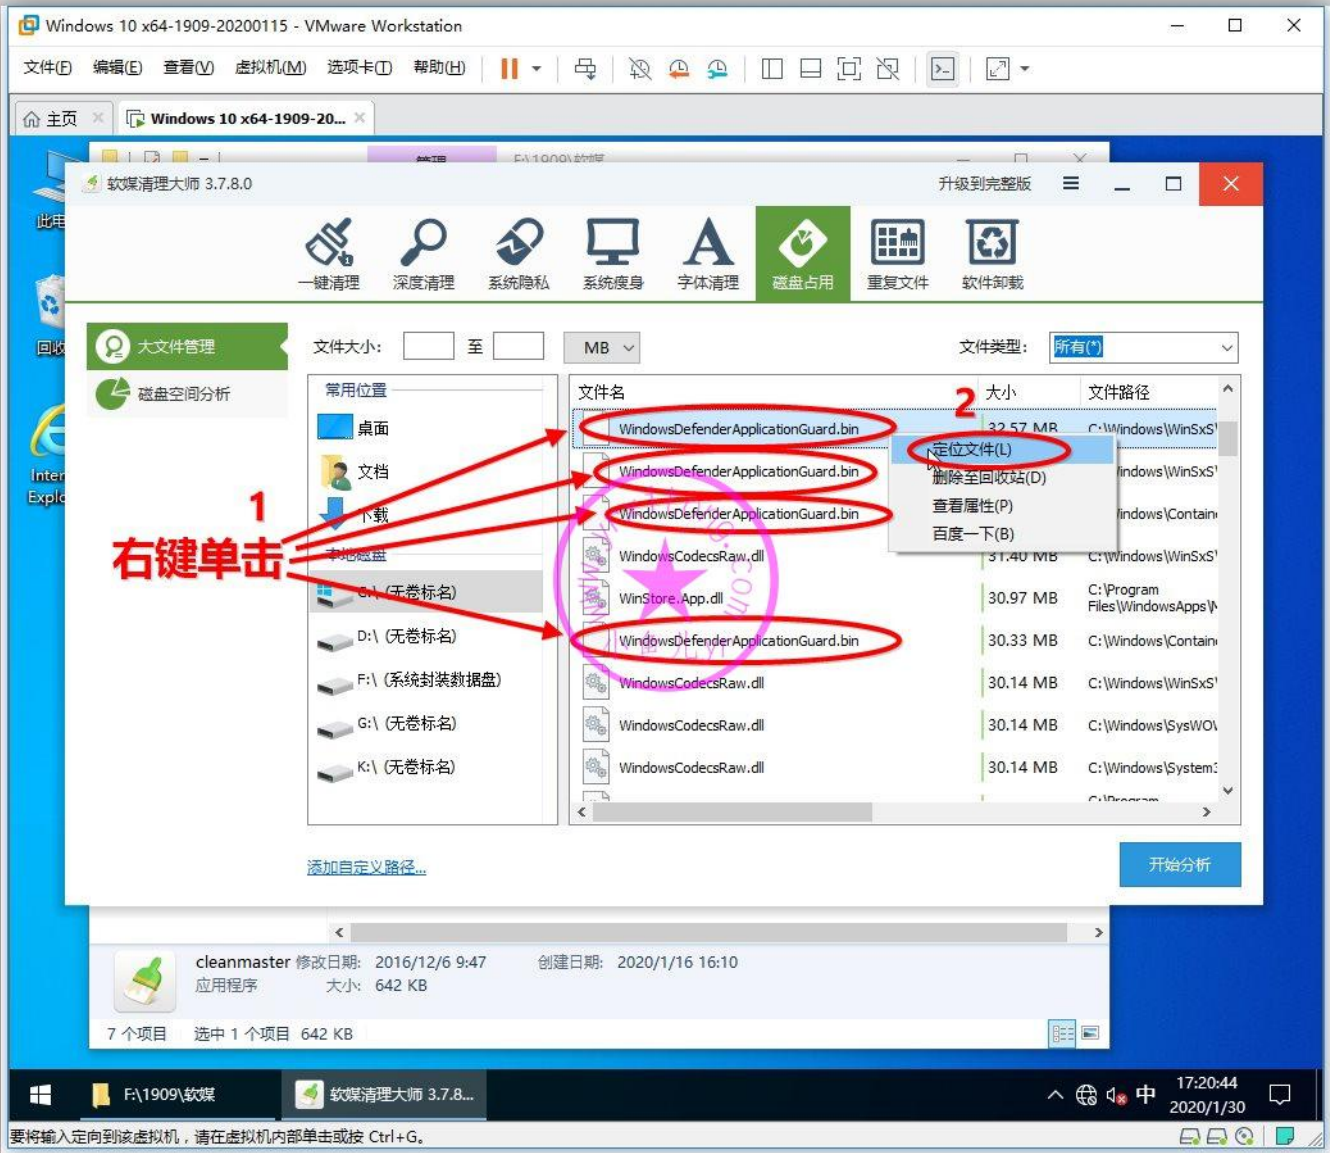 Windows 10 x64-1909-20200115 - VMware Workstation
文件(F) 编辑(E) 查看(V) 虚拟机(M) 选项卡(T) 帮助(H)
主页
Windows 10 x64-1909-20...
管理
F:\1909\软媒
此电
软媒清理大师 3.7.8.0
升级到完整版
一键清理
深度清理
系统隐私
系统瘦身
字体清理
磁盘占用
重复文件
软件卸载
回收
大文件管理
磁盘空间分析
文件大小:
至
MB
文件类型:
所有(*)
常用位置
桌面
文档
下载
本地磁盘
C:\ (无卷标名)
D:\ (无卷标名)
F:\ (系统封装数据盘)
G:\ (无卷标名)
K:\ (无卷标名)
文件名
大小
文件路径
WindowsDefenderApplicationGuard.bin
32.57 MB
C:\Windows\WinSxS\
WindowsDefenderApplicationGuard.bin
indows\WinSxS\
WindowsDefenderApplicationGuard.bin
indows\Contain
WindowsCodecsRaw.dll
31.40 MB
C:\Windows\WinSxS\
WinStore.App.dll
30.97 MB
C:\Program
Files\WindowsApps\M
WindowsDefenderApplicationGuard.bin
30.33 MB
C:\Windows\Contain
WindowsCodecsRaw.dll
30.14 MB
C:\Windows\WinSxS\
WindowsCodecsRaw.dll
30.14 MB
C:\Windows\SysWOW
WindowsCodecsRaw.dll
30.14 MB
C:\Windows\System3
C:\Program
定位文件(L)
删除至回收站(D)
查看属性(P)
百度一下(B)
1
右键单击
2
Inter
Explo
添加自定义路径...
开始分析
cleanmaster 修改日期: 2016/12/6 9:47 创建日期: 2020/1/16 16:10
应用程序 大小: 642 KB
7 个项目 选中 1 个项目 642 KB
F:\1909\软媒
软媒清理大师 3.7.8...
中
17:20:44
2020/1/30
要将输入定向到该虚拟机，请在虚拟机内部单击或按 Ctrl+G。